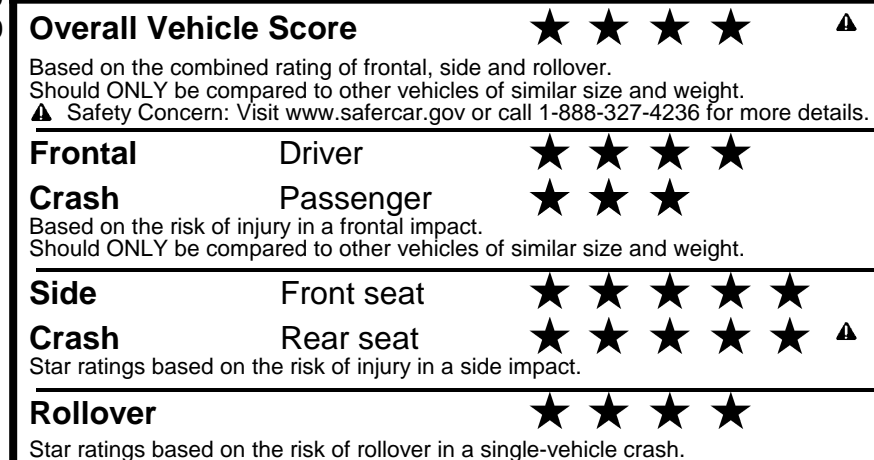 Overall Vehicle Score ★ ★ ★ ★ ⚠
Based on the combined rating of frontal, side and rollover.
Should ONLY be compared to other vehicles of similar size and weight.
⚠ Safety Concern: Visit www.safercar.gov or call 1-888-327-4236 for more details.
Frontal Driver ★ ★ ★ ★
Crash Passenger ★ ★ ★
Based on the risk of injury in a frontal impact.
Should ONLY be compared to other vehicles of similar size and weight.
Side Front seat ★ ★ ★ ★ ★
Crash Rear seat ★ ★ ★ ★ ★ ⚠
Star ratings based on the risk of injury in a side impact.
Rollover ★ ★ ★ ★
Star ratings based on the risk of rollover in a single-vehicle crash.